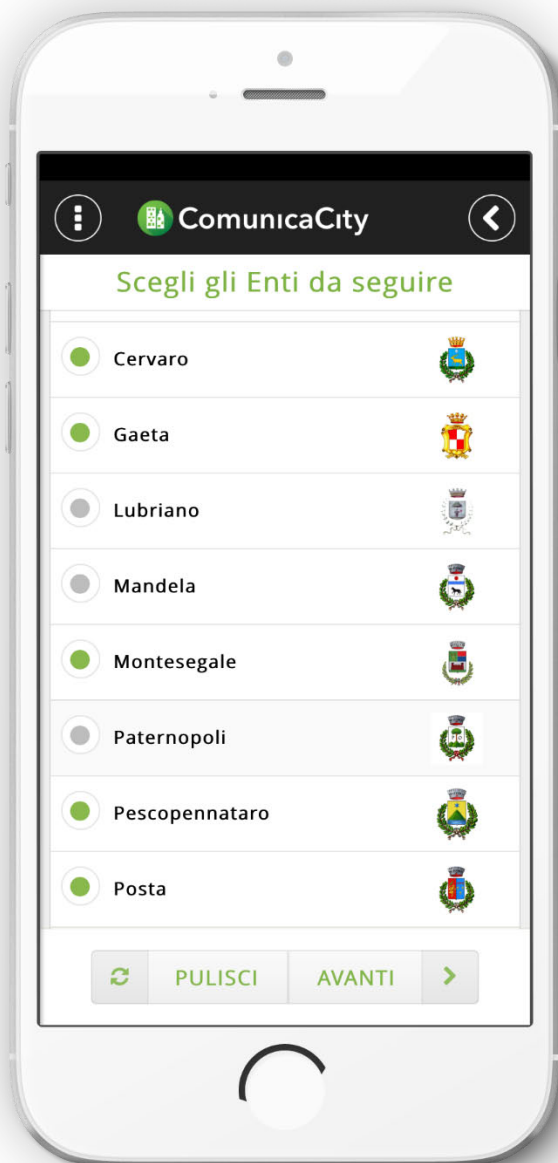 ComunicaCity
Scegli gli Enti da seguire
Cervaro
Gaeta
Lubriano
Mandela
Montesegale
Paternopoli
Pescopennataro
Posta
PULISCI AVANTI